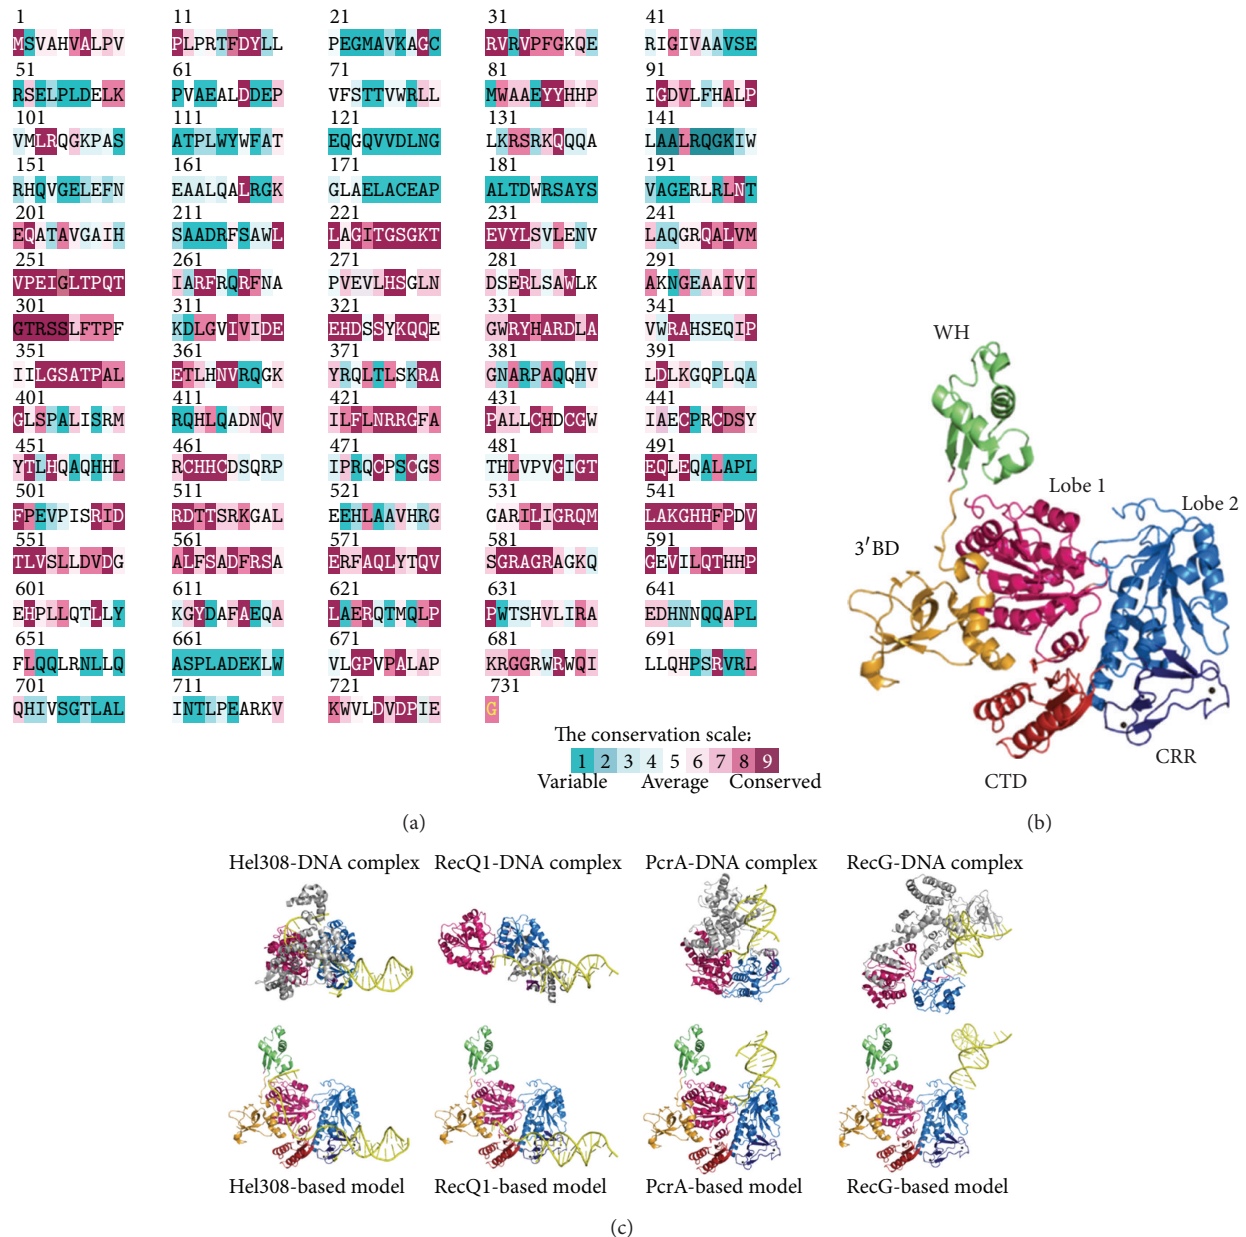 1 11 21 31 41
MSVAHVALPV PLPRTFDYLL PEGMAVKAGC RVRVPFGKQE RIGIVAAVSE
51 61 71 81 91
RSELPLDELK PVAEALDDEP VFSTTVWRLL MWAAEYYHHP IGDVLFHALP
101 111 121 131 141
VMLRQGKPAS ATPLWYWFAT EQGQVVDLNG LKRSRKQQQA LAALRQGKIW
151 161 171 181 191
RHQVGELEFN EAALQALRGK GLAELACEAP ALTDWRSAYS VAGERLRLNT
201 211 221 231 241
EQATAVGAIH SAADRFSAWL LAGITGSGKT EVYLSVLENV LAQGRQALVM
251 261 271 281 291
VPEIGLTPQT IARFRQRFNA PVEVLHSGLN DSERLSAWLK AKNGEAAIVI
301 311 321 331 341
GTRSSLFTPF KDLGVIVIDE EHDSSYKQQE GWRYHARDLA VWRAHSEQIP
351 361 371 381 391
IILGSATPAL ETLHNVRQGK YRQLTLSKRA GNARPAQQHV LDLKGQPLQA
401 411 421 431 441
GLSPALISRM RQHLQADNQV ILFLNRRGFA PALLCHDCGW IAECPRCDSY
451 461 471 481 491
YTLHQAQHHL RCHHCDSQRP IPRQCPSCGS THLVPVGIGT EQLEQALAPL
501 511 521 531 541
FPEVPISRID RDTTSRKGAL EEHLAAVHRG GARILIGRQM LAKGHHFPDV
551 561 571 581 591
TLVSLLDVDG ALFSADFRSA ERFAQLYTQV SGRAGRAGKQ GEVILQTHHP
601 611 621 631 641
EHPLLQTLLY KGYDAFAEQA LAERQTMQLP PWTSHVLIRA EDHNNQQAPL
651 661 671 681 691
FLQQLRNLLQ ASPLADEKLW VLGPVPALAP KRGGRWRWQI LLQHPSRVRL
701 711 721 731
QHIVSGTLAL INTLPEARKV KWVLDVDPIE G
The conservation scale:
1 2 3 4 5 6 7 8 9
Variable Average Conserved
(a)
WH
Lobe 1
Lobe 2
3′BD
CTD
CRR
(b)
Hel308-DNA complex RecQ1-DNA complex PcrA-DNA complex RecG-DNA complex
Hel308-based model RecQ1-based model PcrA-based model RecG-based model
(c)